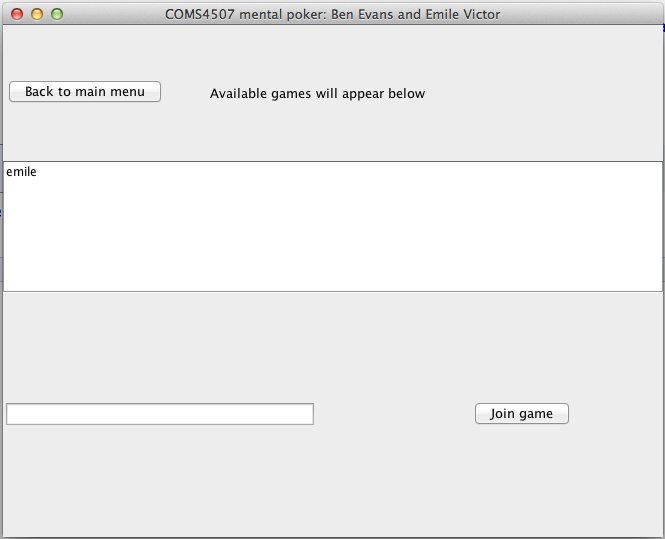 COMS4507 mental poker: Ben Evans and Emile Victor
Back to main menu
Available games will appear below
emile
Join game